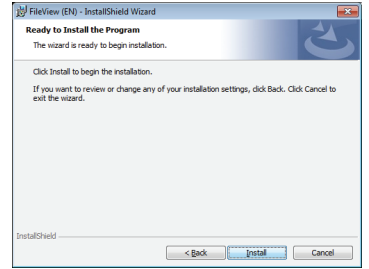 FileView (EN) - InstallShield Wizard
Ready to Install the Program
The wizard is ready to begin installation.
Click Install to begin the installation.
If you want to review or change any of your installation settings, click Back. Click Cancel to
exit the wizard.
InstallShield
< Back Install Cancel